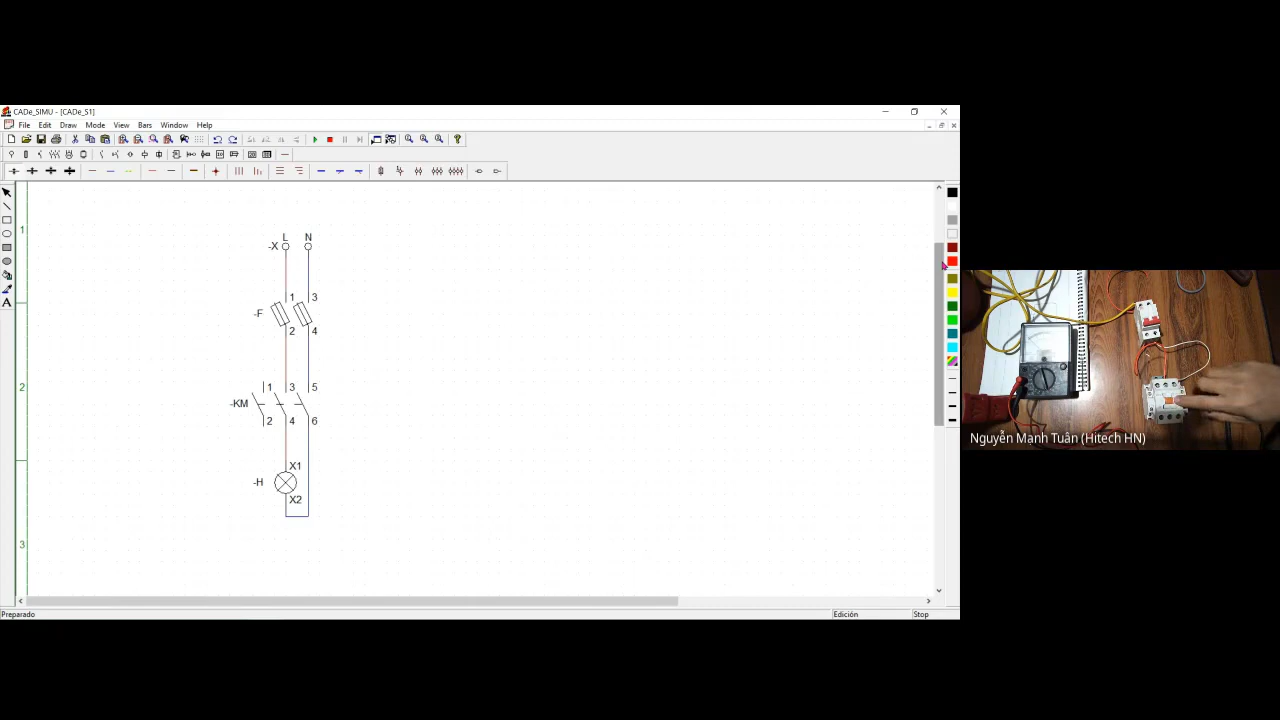 CADe_SIMU - [CADe_S1]
File Edit Draw Mode View Bars Window Help
1
L N
-X
1 3
-F
2 4
2
1 3 5
-KM
2 4 6
X1
-H
X2
3
A
Nguyễn Mạnh Tuân (Hitech HN)
Preparado
Edición
Stop